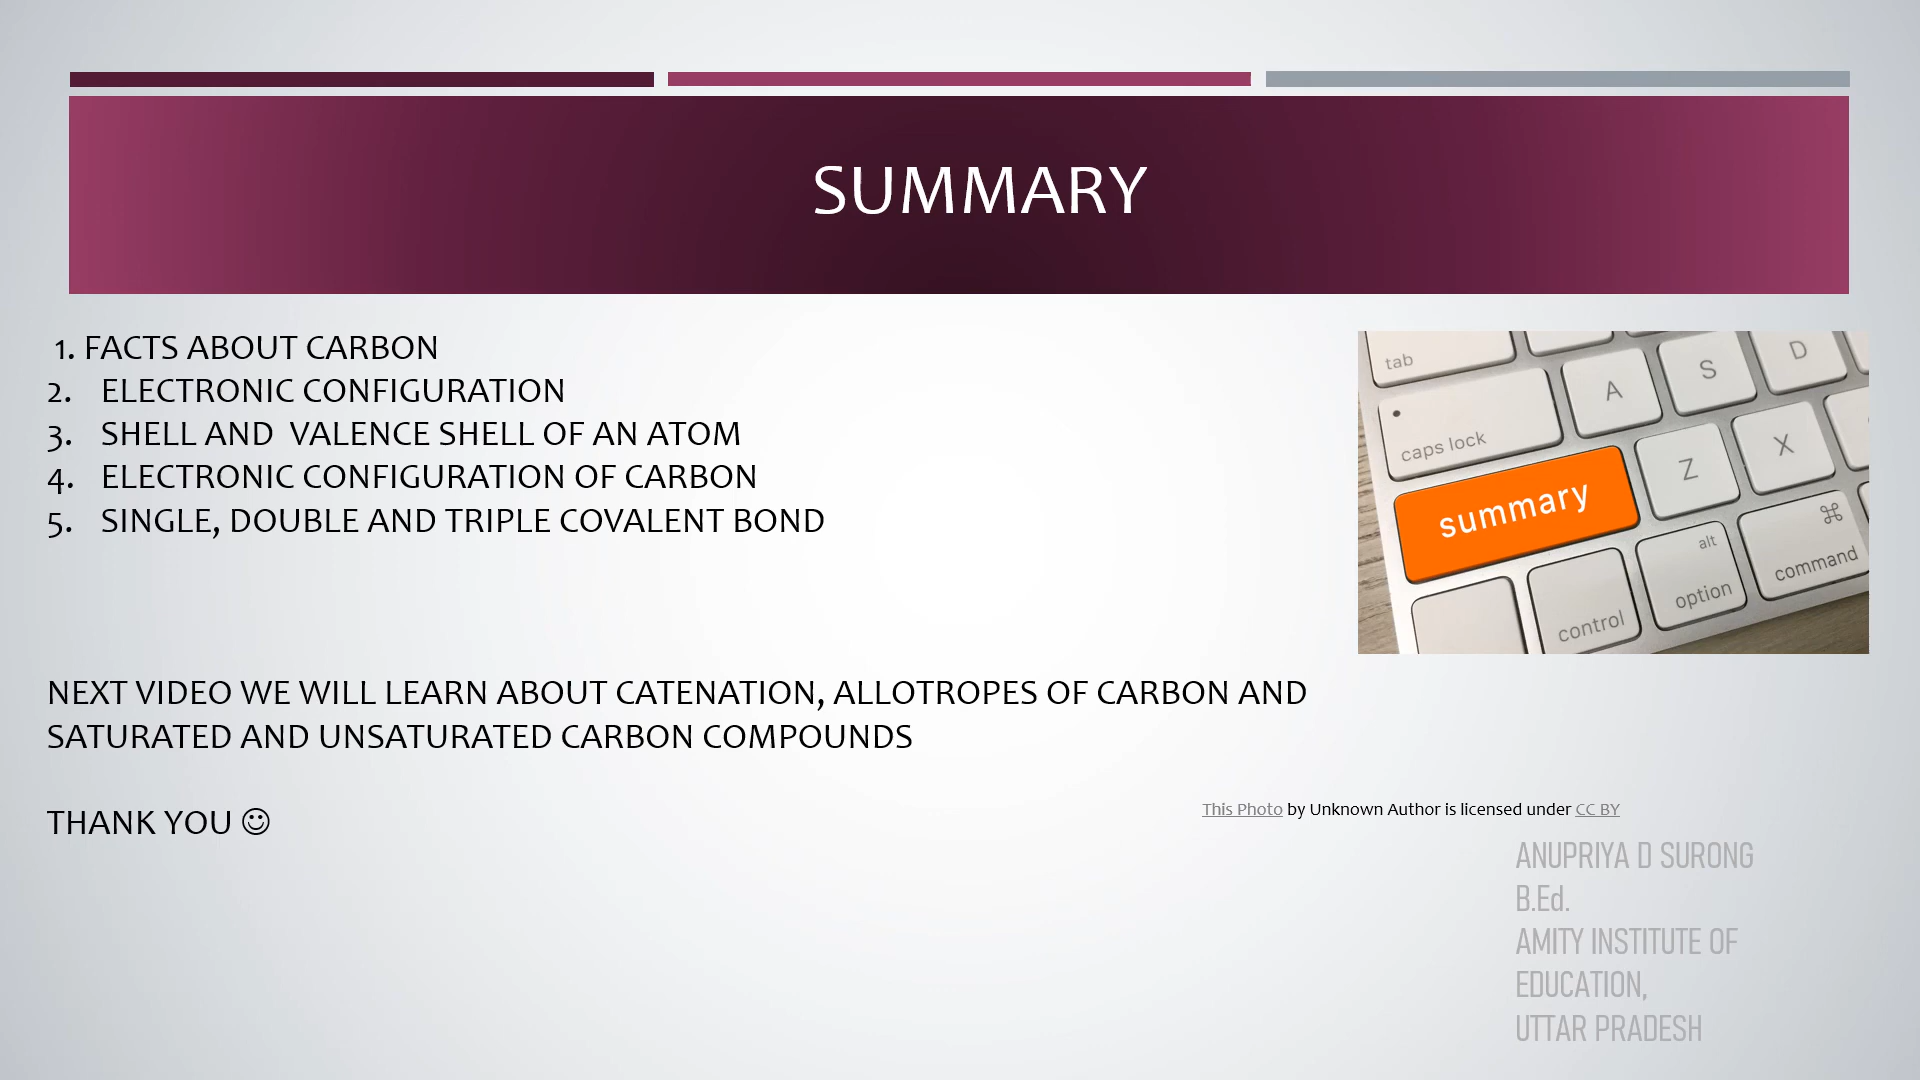 SUMMARY
1. FACTS ABOUT CARBON
2. ELECTRONIC CONFIGURATION
3. SHELL AND VALENCE SHELL OF AN ATOM
4. ELECTRONIC CONFIGURATION OF CARBON
5. SINGLE, DOUBLE AND TRIPLE COVALENT BOND
tab
A
S
D
caps lock
summary
Z
X
control
alt
option
⌘
command
NEXT VIDEO WE WILL LEARN ABOUT CATENATION, ALLOTROPES OF CARBON AND
SATURATED AND UNSATURATED CARBON COMPOUNDS
THANK YOU ☺
This Photo by Unknown Author is licensed under CC BY
ANUPRIYA D SURONG
B.Ed.
AMITY INSTITUTE OF
EDUCATION,
UTTAR PRADESH